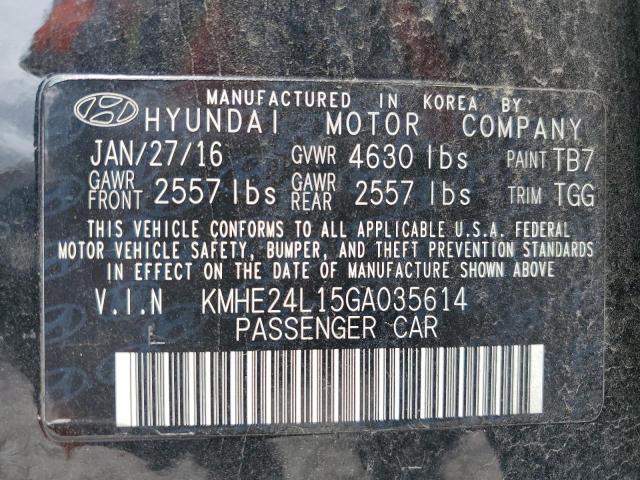 MANUFACTURED IN KOREA BY
HYUNDAI MOTOR COMPANY
JAN/27/16 GVWR 4630 lbs PAINT TB7
GAWR FRONT 2557 lbs GAWR REAR 2557 lbs TRIM TGG
THIS VEHICLE CONFORMS TO ALL APPLICABLE U.S.A. FEDERAL
MOTOR VEHICLE SAFETY, BUMPER, AND THEFT PREVENTION STANDARDS
IN EFFECT ON THE DATE OF MANUFACTURE SHOWN ABOVE
V.I.N KMHE24L15GA035614
L PASSENGER CAR